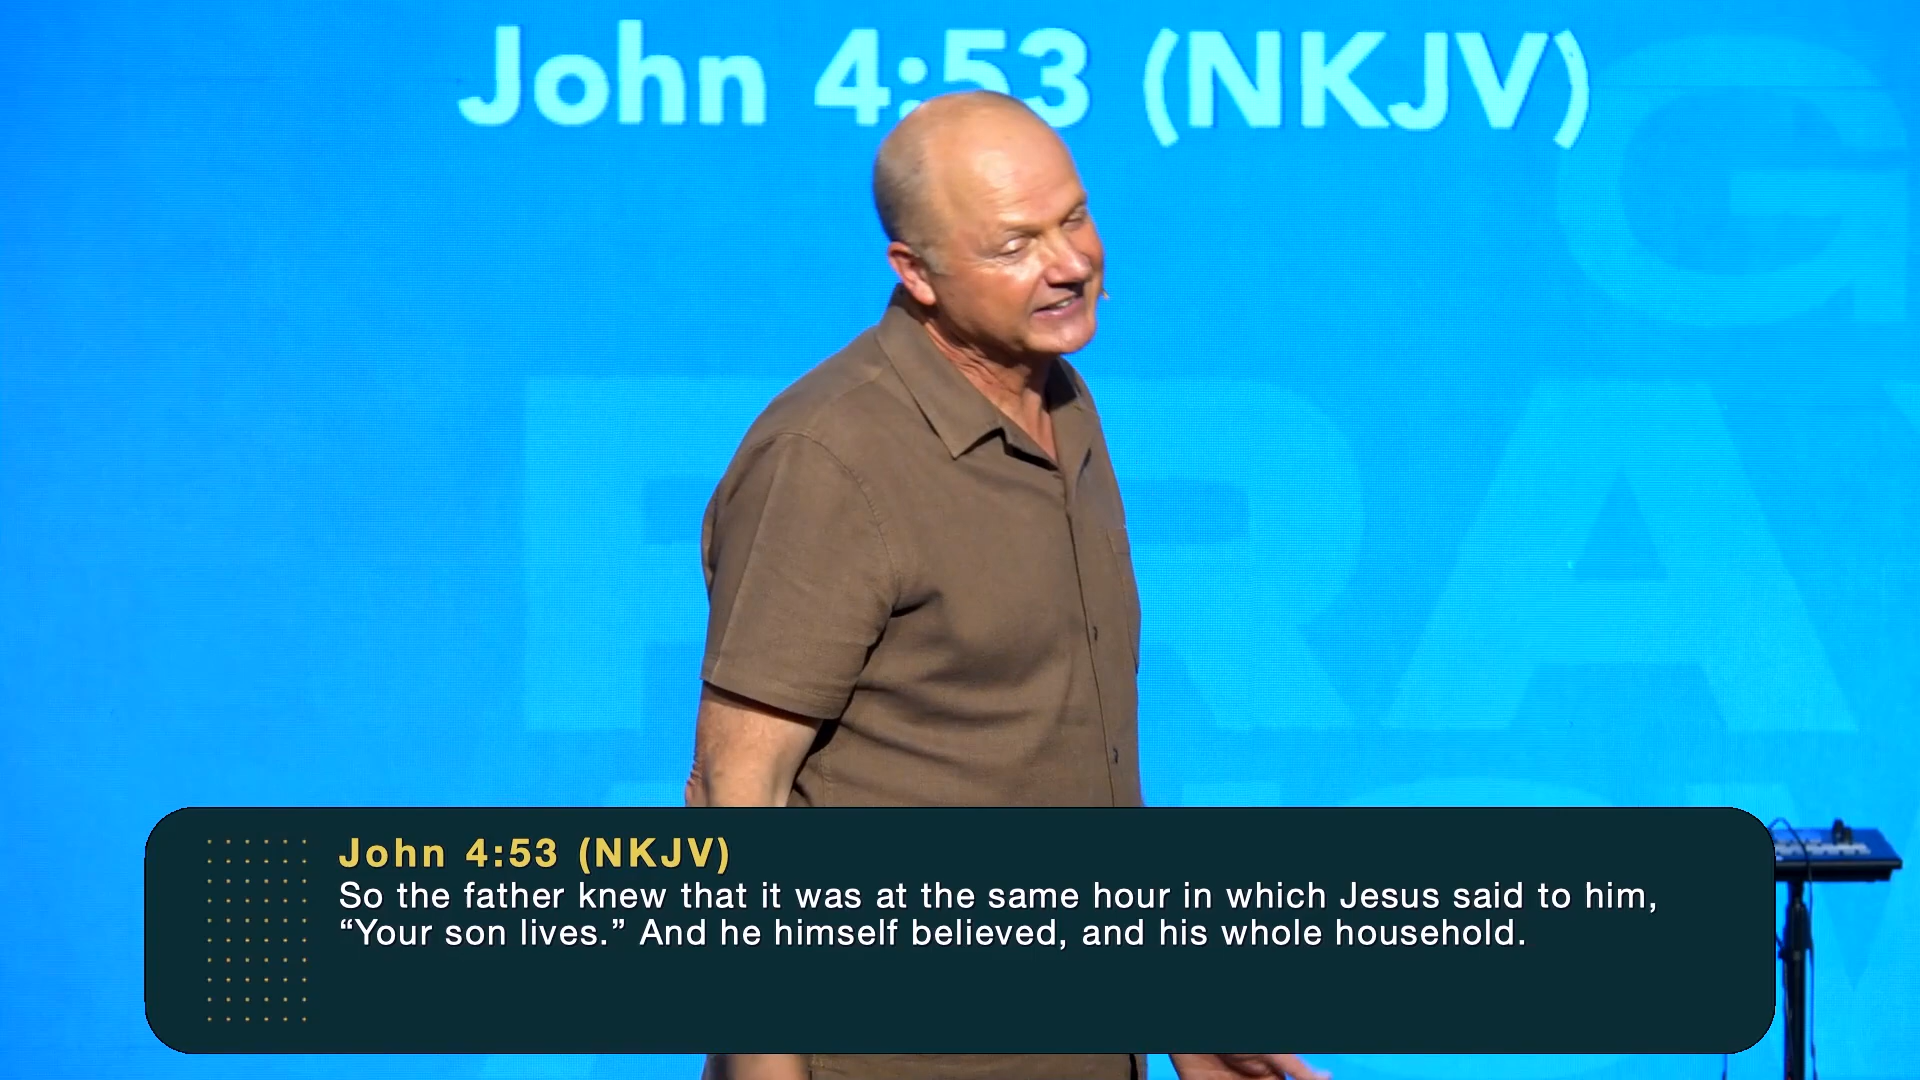 John 4:53 (NKJV)
G
RA
John 4:53 (NKJV)
So the father knew that it was at the same hour in which Jesus said to him,
“Your son lives.” And he himself believed, and his whole household.